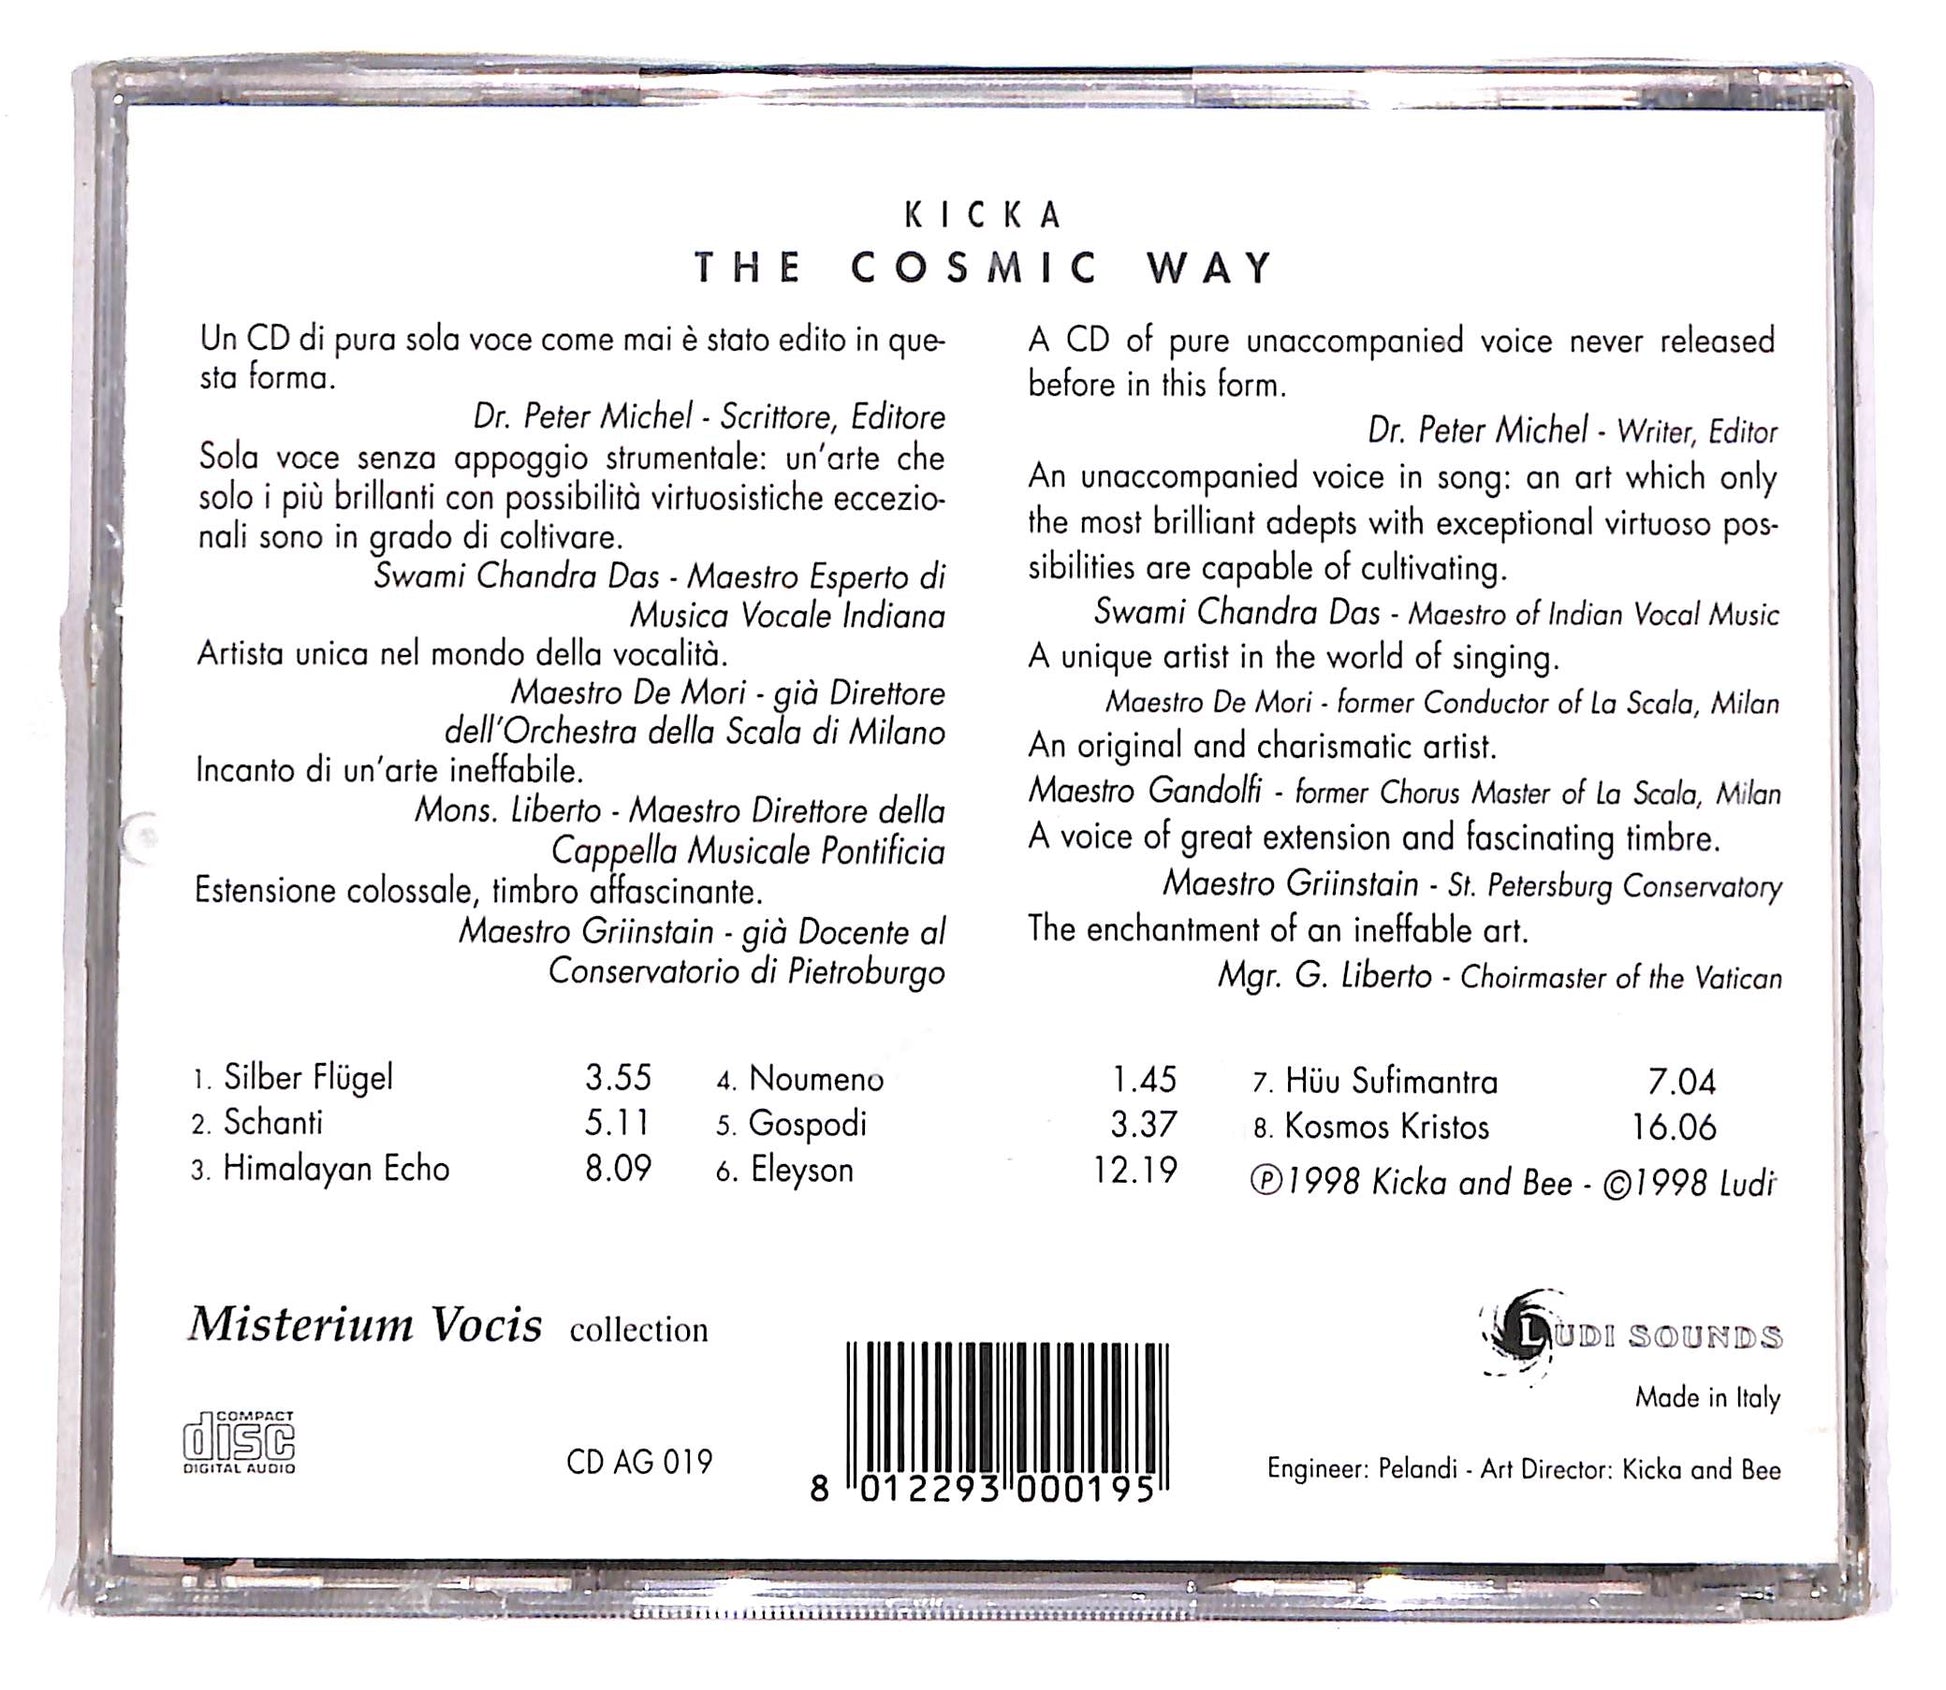 KICKA
THE COSMIC WAY
Un CD di pura sola voce come mai è stato edito in que-
sta forma.
Dr. Peter Michel - Scrittore, Editore
Sola voce senza appoggio strumentale: un'arte che
solo i più brillanti con possibilità virtuosistiche eccezio-
nali sono in grado di coltivare.
Swami Chandra Das - Maestro Esperto di
Musica Vocale Indiana
Artista unica nel mondo della vocalità.
Maestro De Mori - già Direttore
dell'Orchestra della Scala di Milano
Incanto di un'arte ineffabile.
Mons. Liberto - Maestro Direttore della
Cappella Musicale Pontificia
Estensione colossale, timbro affascinante.
Maestro Griinstain - già Docente al
Conservatorio di Pietroburgo
A CD of pure unaccompanied voice never released
before in this form.
Dr. Peter Michel - Writer, Editor
An unaccompanied voice in song: an art which only
the most brilliant adepts with exceptional virtuoso pos-
sibilities are capable of cultivating.
Swami Chandra Das - Maestro of Indian Vocal Music
A unique artist in the world of singing.
Maestro De Mori - former Conductor of La Scala, Milan
An original and charismatic artist.
Maestro Gandolfi - former Chorus Master of La Scala, Milan
A voice of great extension and fascinating timbre.
Maestro Griinstain - St. Petersburg Conservatory
The enchantment of an ineffable art.
Mgr. G. Liberto - Choirmaster of the Vatican
1. Silber Flügel 3.55
2. Schanti 5.11
3. Himalayan Echo 8.09
4. Noumeno 1.45
5. Gospodi 3.37
6. Eleyson 12.19
7. Hüu Sufimantra 7.04
8. Kosmos Kristos 16.06
℗1998 Kicka and Bee - ©1998 Ludi
Misterium Vocis collection
COMPACT
disc
DIGITAL AUDIO
CD AG 019
8 012293 000195
LUDI SOUNDS
Made in Italy
Engineer: Pelandi - Art Director: Kicka and Bee